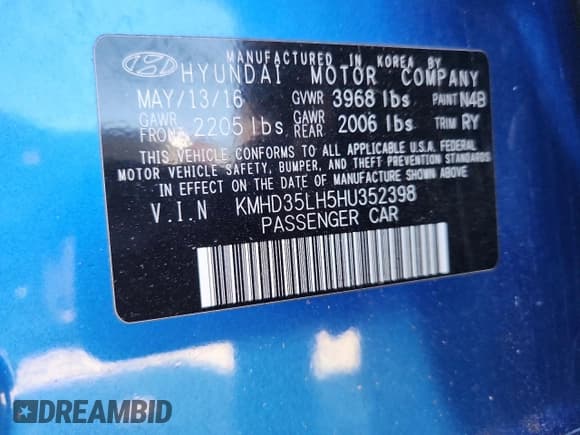 MANUFACTURED IN KOREA BY
HYUNDAI MOTOR COMPANY
MAY/13/16 GVWR 3968 lbs PAINT N4B
GAWR FRONT 2205 lbs GAWR REAR 2006 lbs TRIM RY
THIS VEHICLE CONFORMS TO ALL APPLICABLE U.S.A. FEDERAL
MOTOR VEHICLE SAFETY, BUMPER, AND THEFT PREVENTION STANDARDS
IN EFFECT ON THE DATE OF MANUFACTURE SHOWN ABOVE.
V.I.N KMHD35LH5HU352398
PASSENGER CAR
DREAMBID